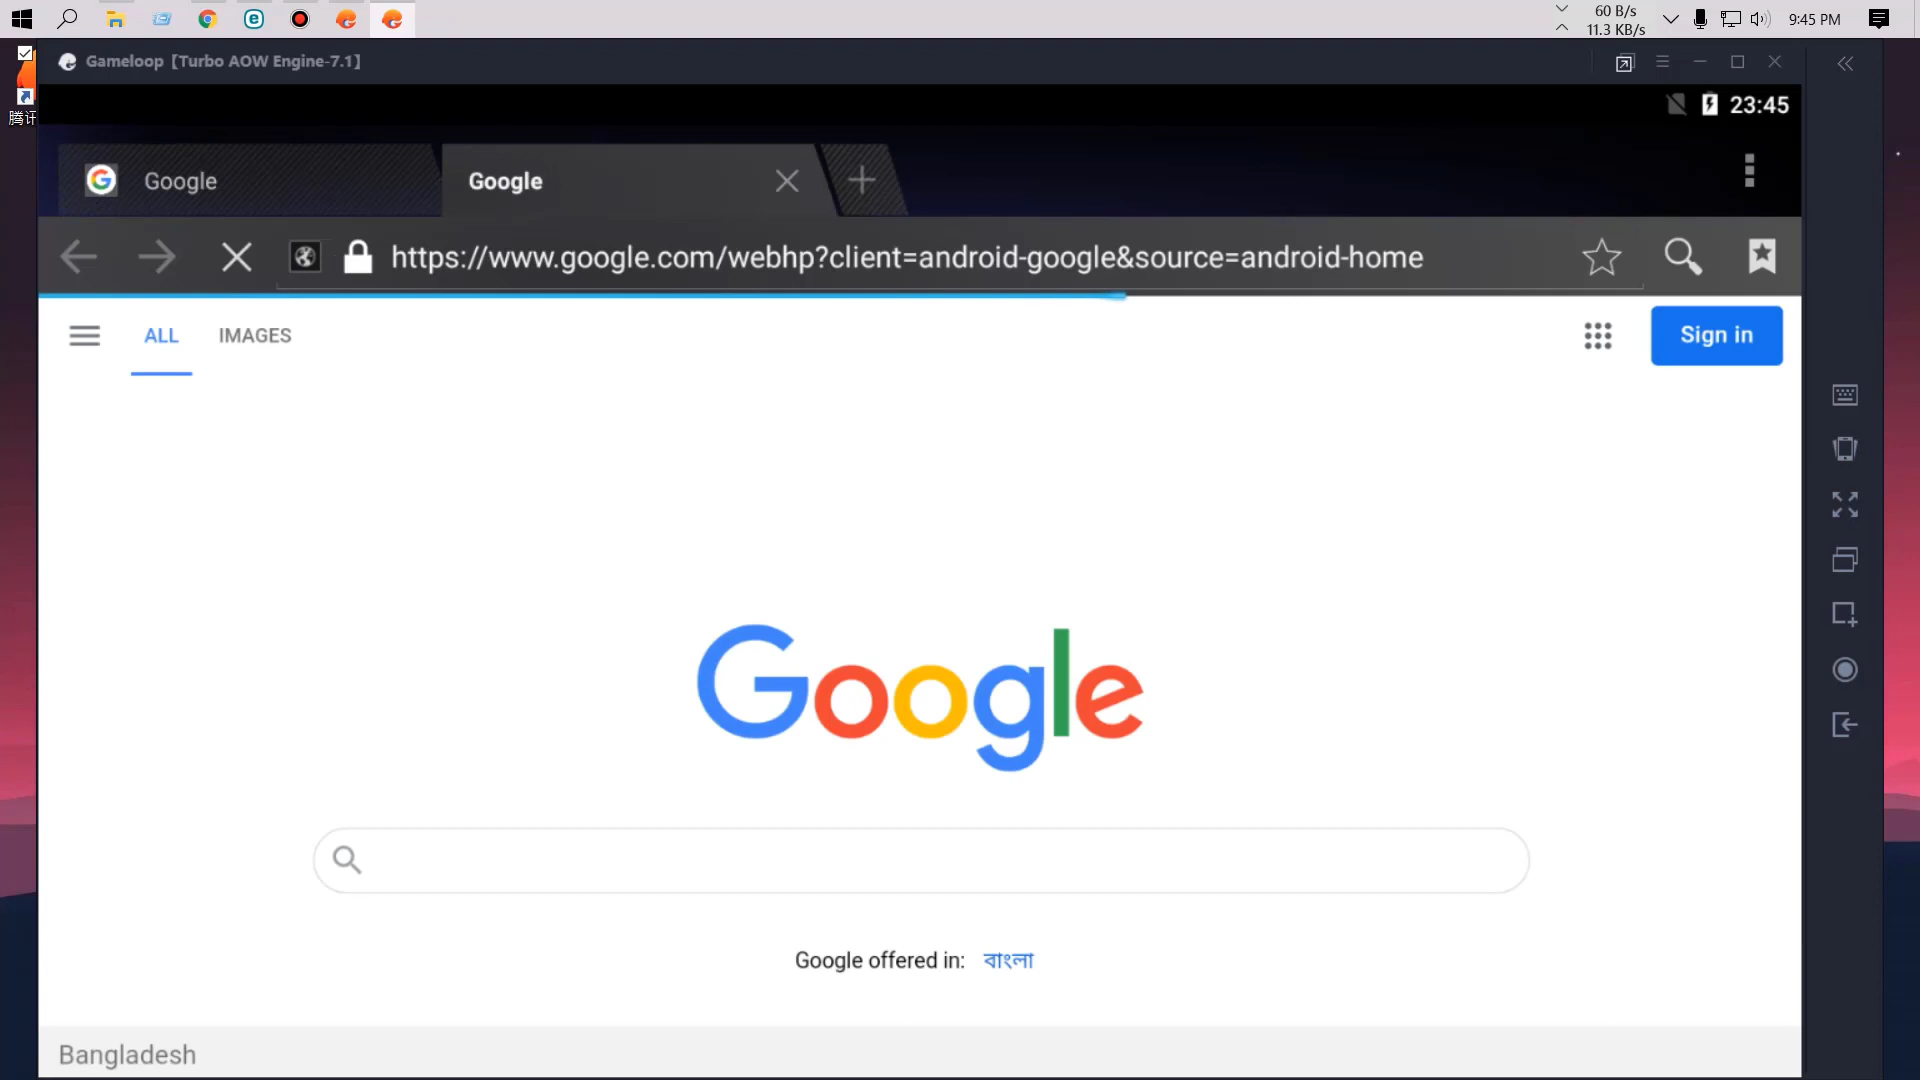 60 B/s
11.3 KB/s
9:45 PM
Gameloop【Turbo AOW Engine-7.1】
腾讯
23:45
Google
Google
https://www.google.com/webhp?client=android-google&source=android-home
ALL
IMAGES
Sign in
Google
Google offered in: বাংলা
Bangladesh